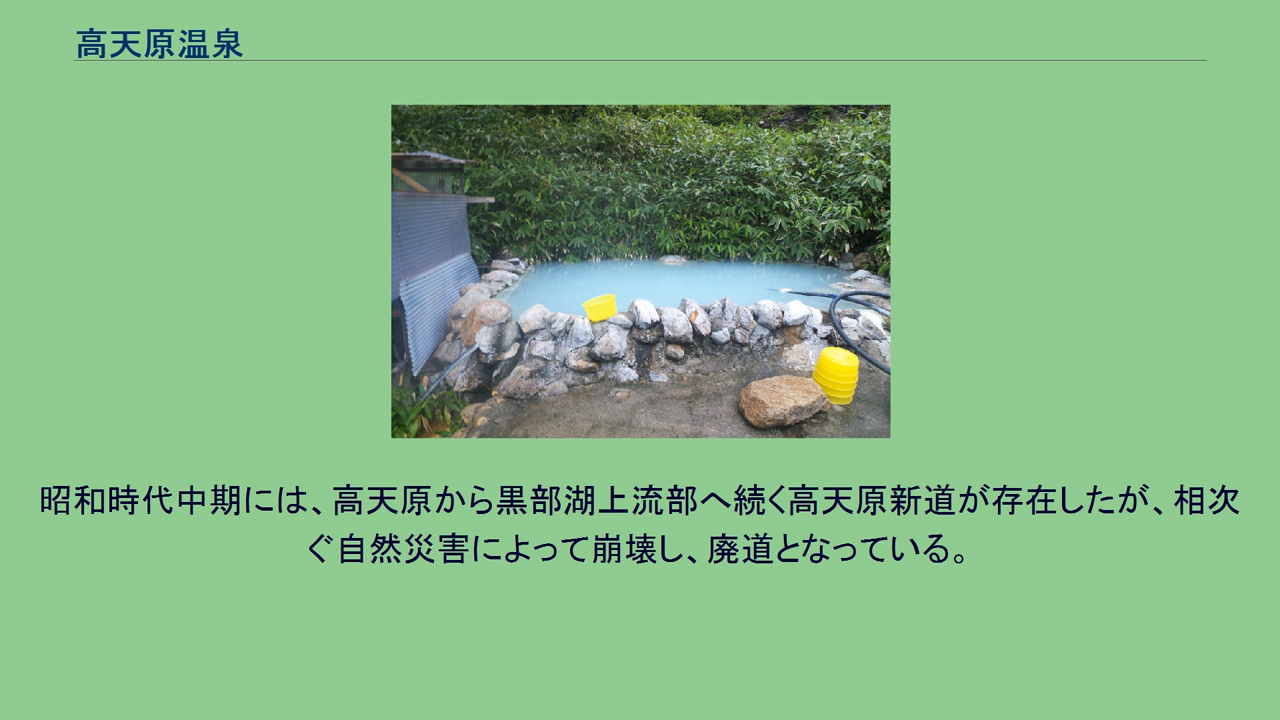 高天原温泉
昭和時代中期には、高天原から黒部湖上流部へ続く高天原新道が存在したが、相次
ぐ自然災害によって崩壊し、廃道となっている。